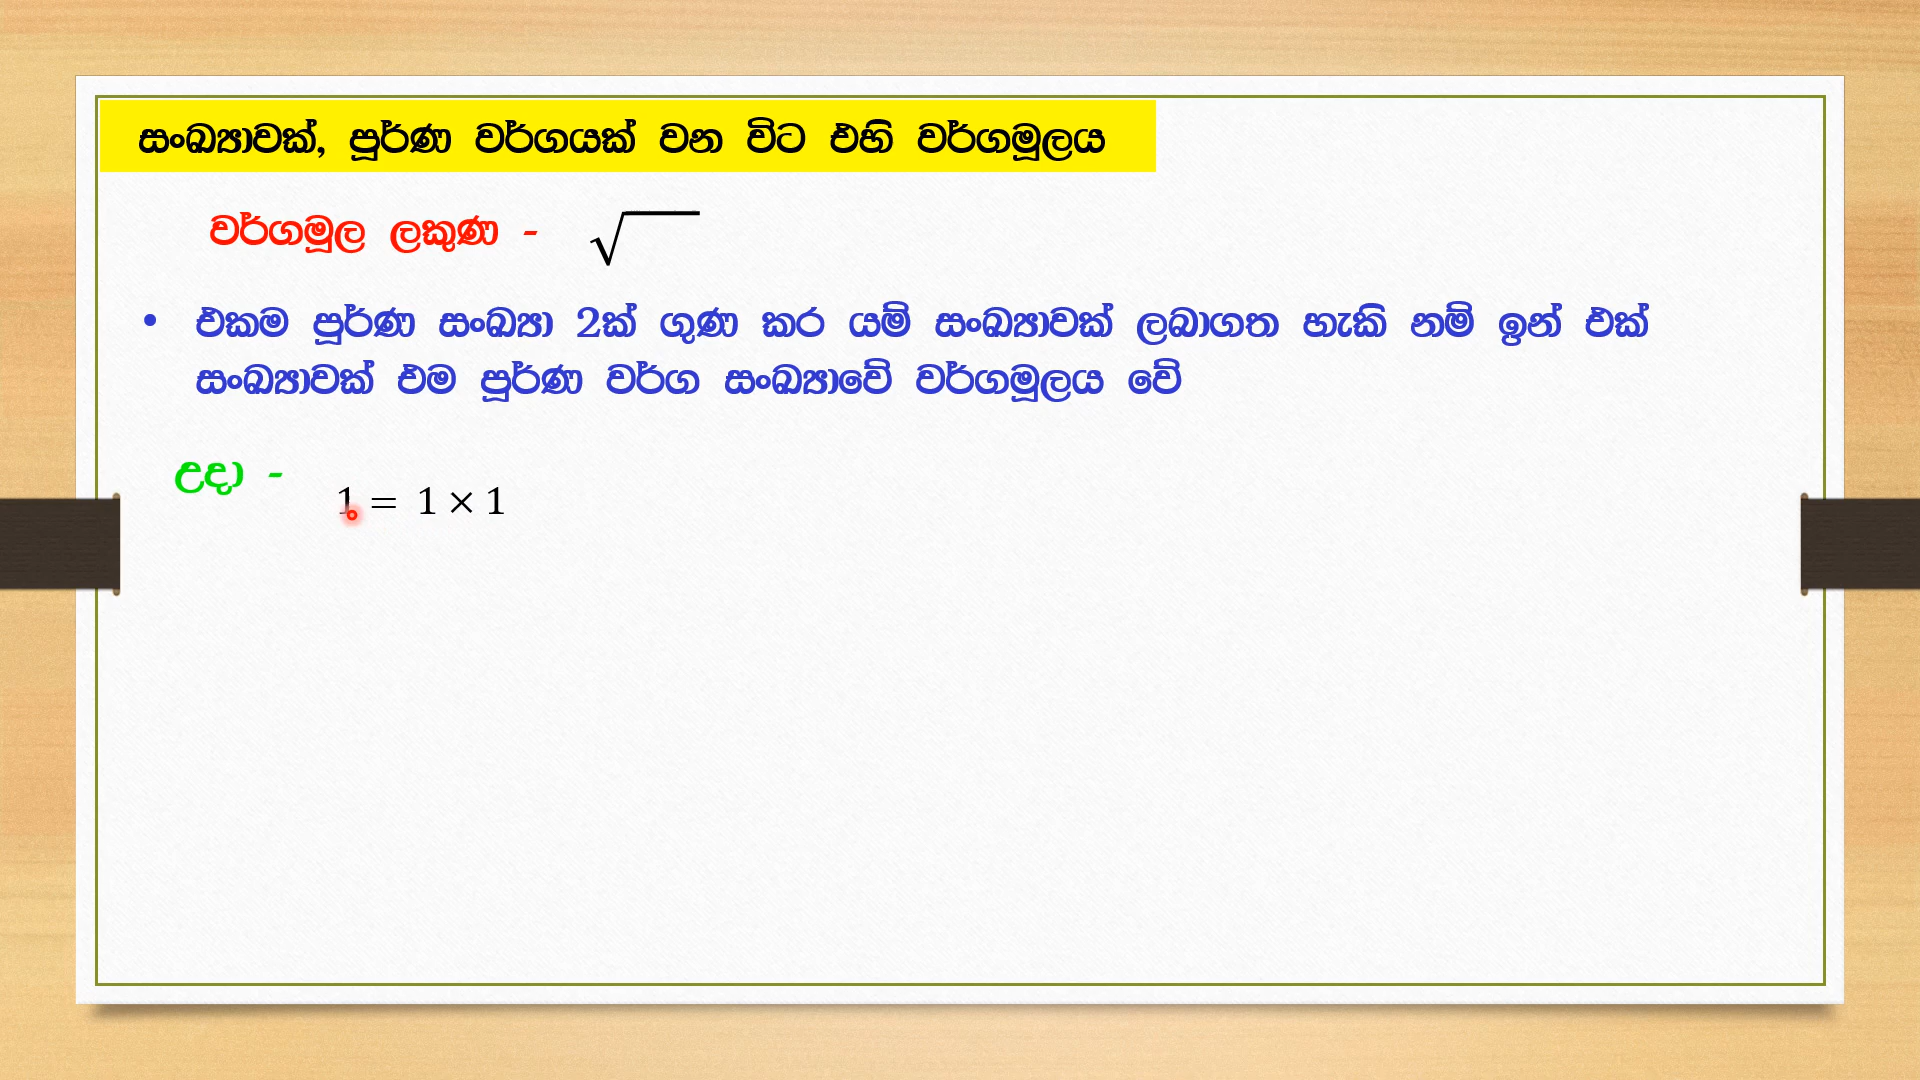 සංඛ්‍යාවක්, පූර්ණ වර්ගයක් වන විට එහි වර්ගමූලය
වර්ගමූල ලකුණ - √
• එකම පූර්ණ සංඛ්‍යා 2ක් ගුණ කර යම් සංඛ්‍යාවක් ලබාගත හැකි නම් ඉන් එක්
සංඛ්‍යාවක් එම පූර්ණ වර්ග සංඛ්‍යාවේ වර්ගමූලය වේ
උදා -
1 = 1 × 1